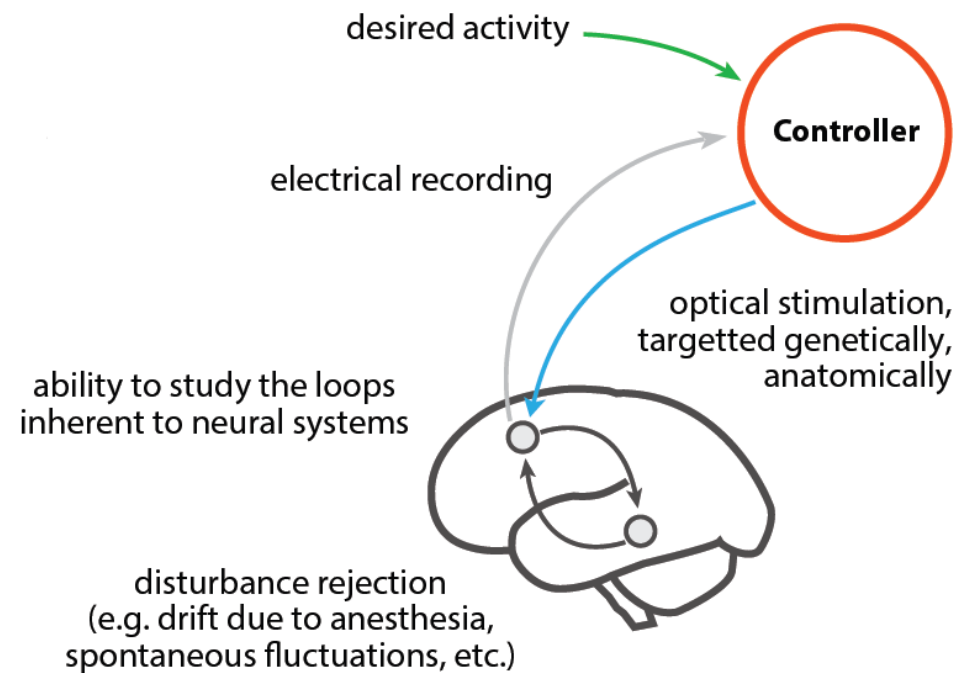 desired activity
Controller
electrical recording
optical stimulation,
targetted genetically,
anatomically
ability to study the loops
inherent to neural systems
disturbance rejection
(e.g. drift due to anesthesia,
spontaneous fluctuations, etc.)